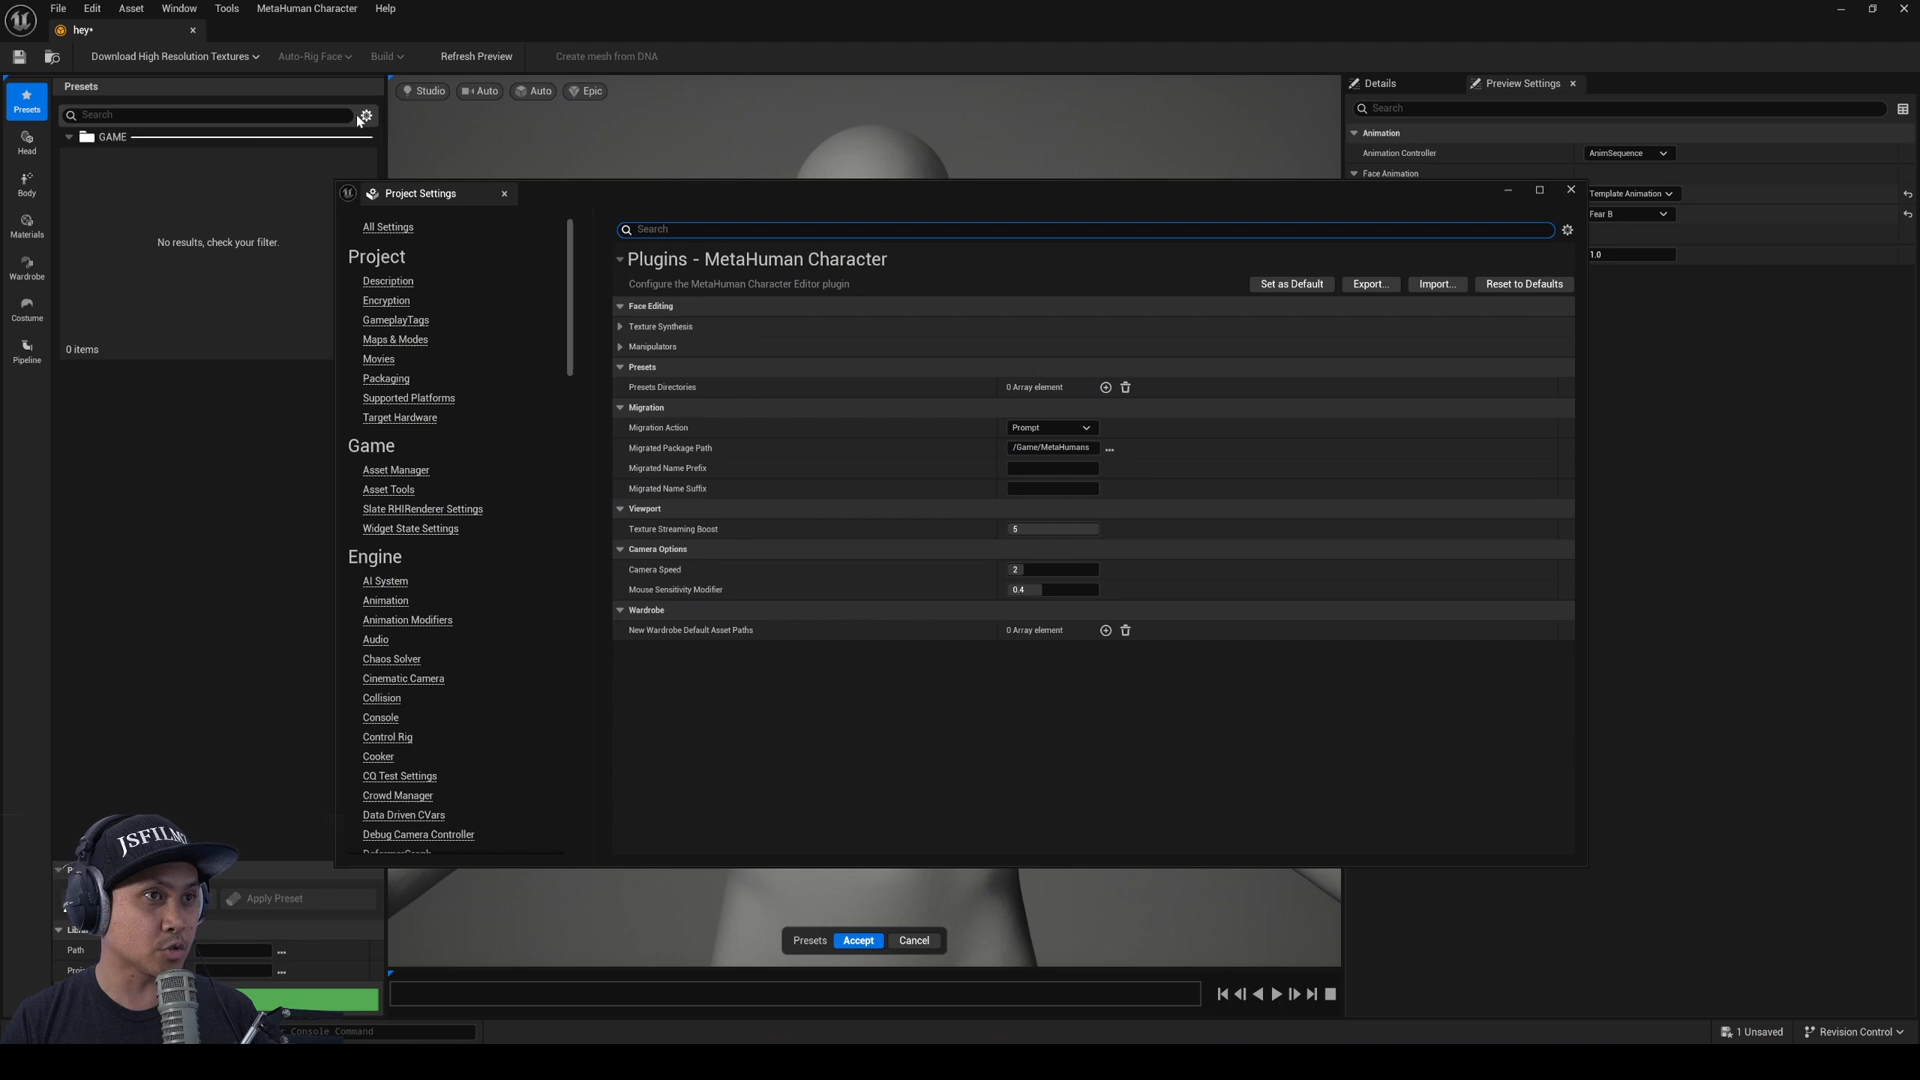 File Edit Asset Window Tools MetaHuman Character Help
hey•
Download High Resolution Textures Auto-Rig Face Build Refresh Preview Create mesh from DNA
Presets
Presets
Search
GAME
No results, check your filter.
0 items
Head
Body
Materials
Wardrobe
Costume
Pipeline
Studio Auto Auto Epic
Details Preview Settings
Search
Animation
Animation Controller AnimSequence
Face Animation
Template Animation
Fear B
1.0
Project Settings
All Settings
Project
Description
Encryption
GameplayTags
Maps & Modes
Movies
Packaging
Supported Platforms
Target Hardware
Game
Asset Manager
Asset Tools
Slate RHIRenderer Settings
Widget State Settings
Engine
AI System
Animation
Animation Modifiers
Audio
Chaos Solver
Cinematic Camera
Collision
Console
Control Rig
Cooker
CQ Test Settings
Crowd Manager
Data Driven CVars
Debug Camera Controller
DeformerGraph
Search
Plugins - MetaHuman Character
Configure the MetaHuman Character Editor plugin
Set as Default Export... Import... Reset to Defaults
Face Editing
Texture Synthesis
Manipulators
Presets
Presets Directories 0 Array element
Migration
Migration Action Prompt
Migrated Package Path /Game/MetaHumans ...
Migrated Name Prefix
Migrated Name Suffix
Viewport
Texture Streaming Boost 5
Camera Options
Camera Speed 2
Mouse Sensitivity Modifier 0.4
Wardrobe
New Wardrobe Default Asset Paths 0 Array element
Apply Preset
Path ...
...
JSFILMZ
Console Command
Presets Accept Cancel
1 Unsaved Revision Control